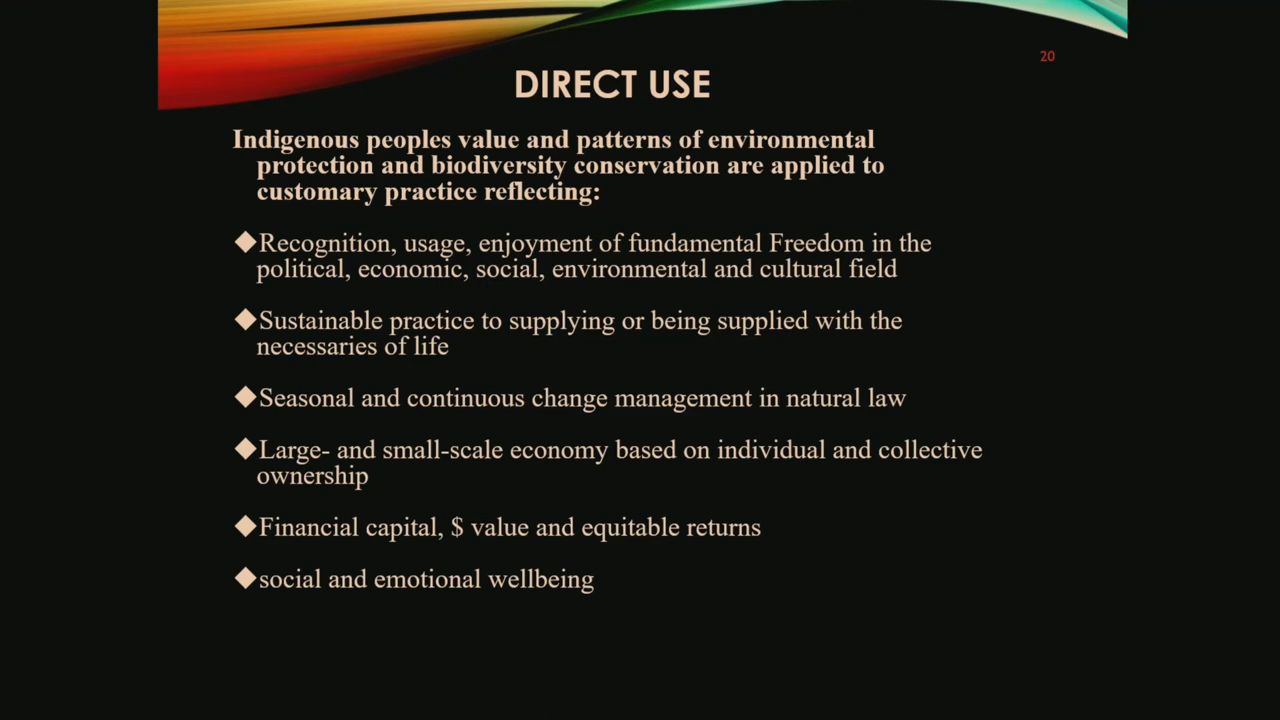 20
DIRECT USE
Indigenous peoples value and patterns of environmental
protection and biodiversity conservation are applied to
customary practice reflecting:
◆Recognition, usage, enjoyment of fundamental Freedom in the
political, economic, social, environmental and cultural field
◆Sustainable practice to supplying or being supplied with the
necessaries of life
◆Seasonal and continuous change management in natural law
◆Large- and small-scale economy based on individual and collective
ownership
◆Financial capital, $ value and equitable returns
◆social and emotional wellbeing